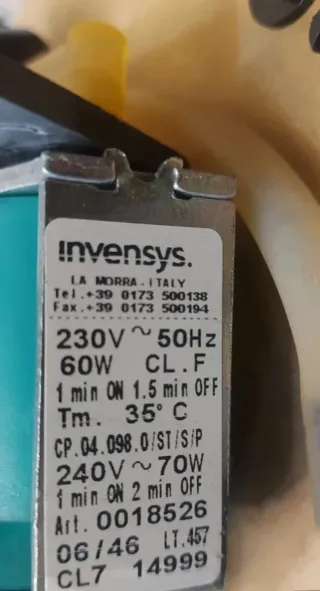 invensys.
LA MORRA - ITALY
Tel.+39 0173 500138
Fax.+39 0173 500194
230V ~ 50Hz
60W CL.F
1 min ON 1.5 min OFF
Tm. 35° C
CP.04.098.0/ST/S/P
240V ~ 70W
1 min ON 2 min OFF
Art. 0018526
06/46 LT.457
CL7 14999